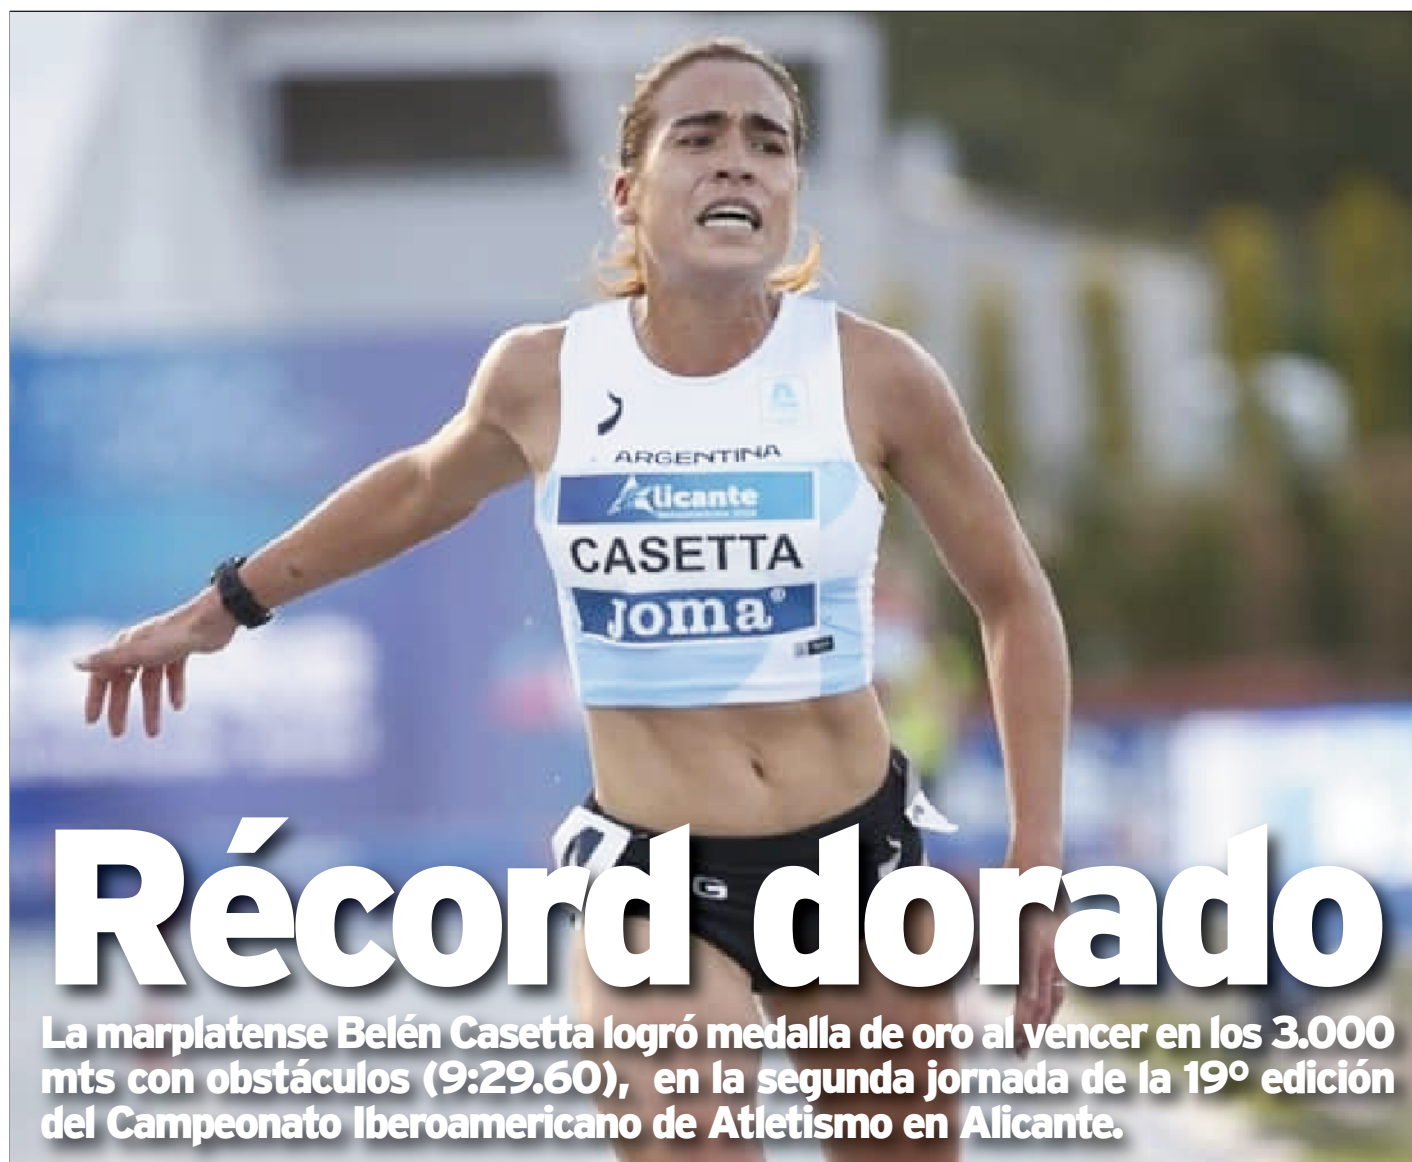 ARGENTINA
Alicante
CASETTA
Joma®
G
Récord dorado
La marplatense Belén Casetta logró medalla de oro al vencer en los 3.000
mts con obstáculos (9:29.60), en la segunda jornada de la 19° edición
del Campeonato Iberoamericano de Atletismo en Alicante.